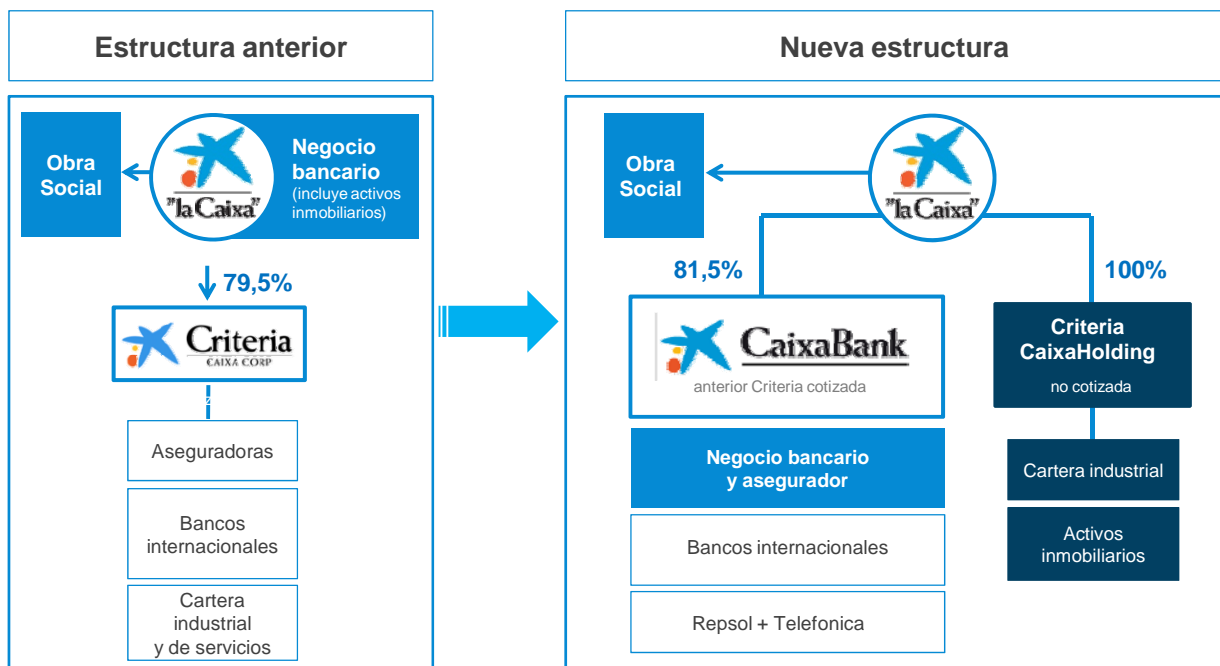 Estructura anterior
Obra
Social
"la Caixa"
Negocio
bancario
(incluye activos
inmobiliarios)
79,5%
Criteria
CAIXA CORP
Aseguradoras
Bancos
internacionales
Cartera
industrial
y de servicios
Nueva estructura
Obra
Social
"la Caixa"
81,5%
100%
CaixaBank
anterior Criteria cotizada
Criteria
CaixaHolding
no cotizada
Negocio bancario
y asegurador
Bancos internacionales
Repsol + Telefonica
Cartera industrial
Activos
inmobiliarios